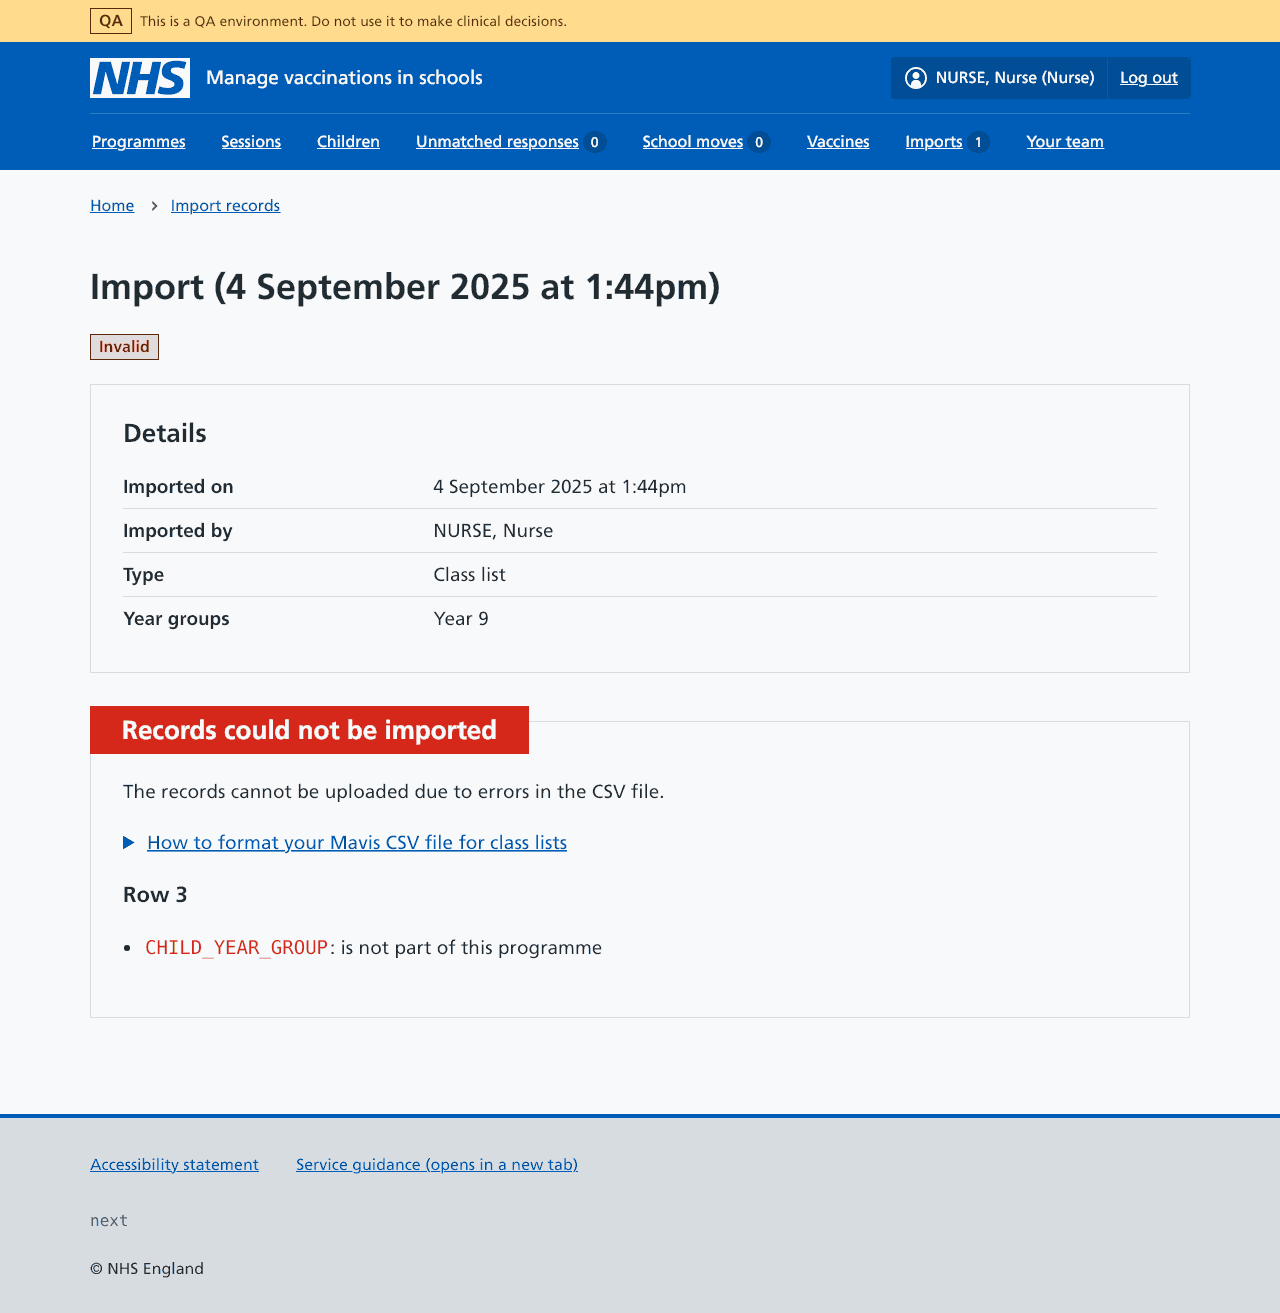 QA This is a QA environment. Do not use it to make clinical decisions.
NHS Manage vaccinations in schools NURSE, Nurse (Nurse) Log out
Programmes Sessions Children Unmatched responses 0 School moves 0 Vaccines Imports 1 Your team
Home Import records
Import (4 September 2025 at 1:44pm)
Invalid
Details
Imported on 4 September 2025 at 1:44pm
Imported by NURSE, Nurse
Type Class list
Year groups Year 9
Records could not be imported
The records cannot be uploaded due to errors in the CSV file.
How to format your Mavis CSV file for class lists
Row 3
• CHILD_YEAR_GROUP: is not part of this programme
Accessibility statement Service guidance (opens in a new tab)
next
© NHS England